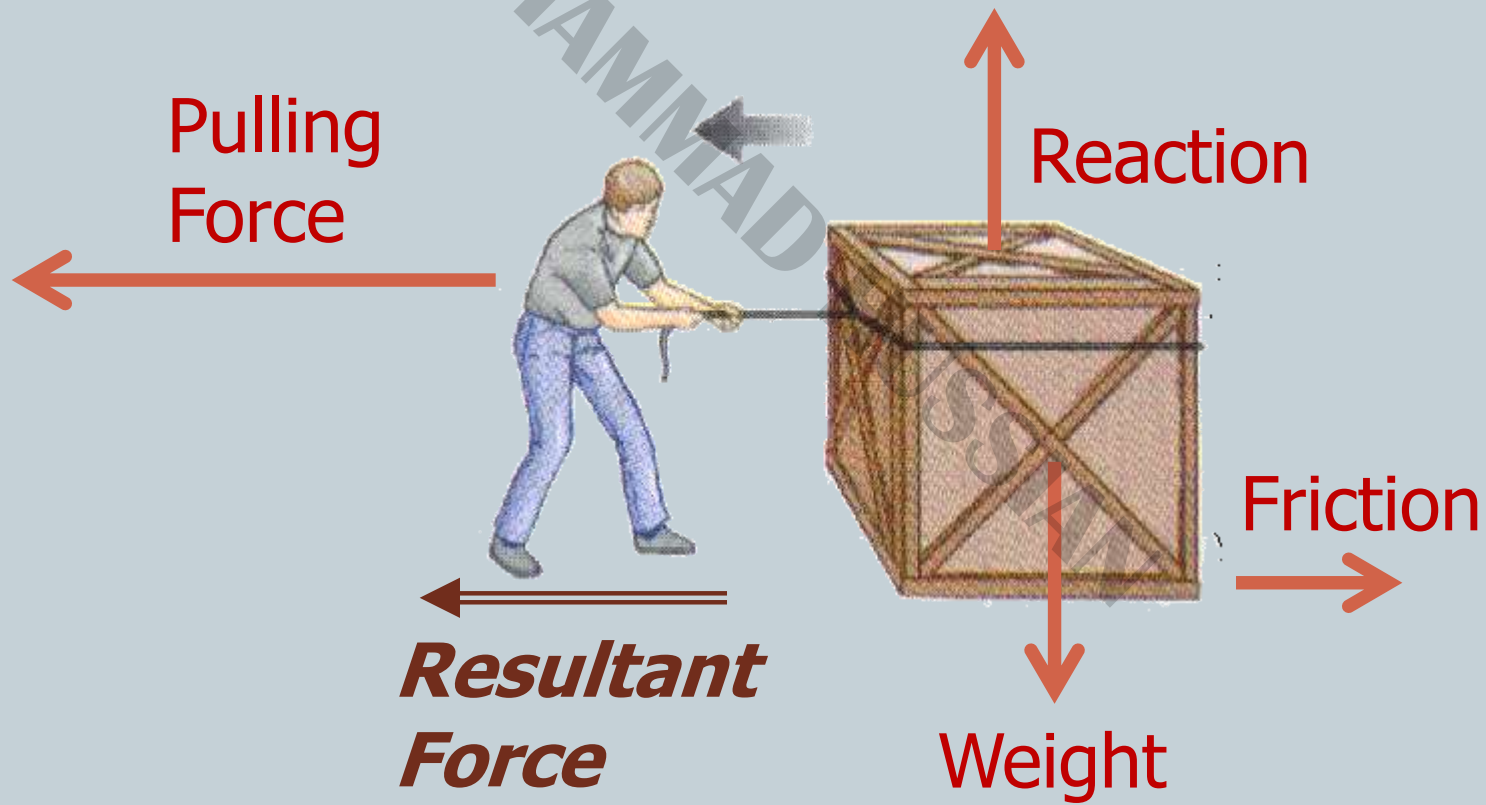 Pulling
Force
Reaction
Friction
Resultant
Force
Weight